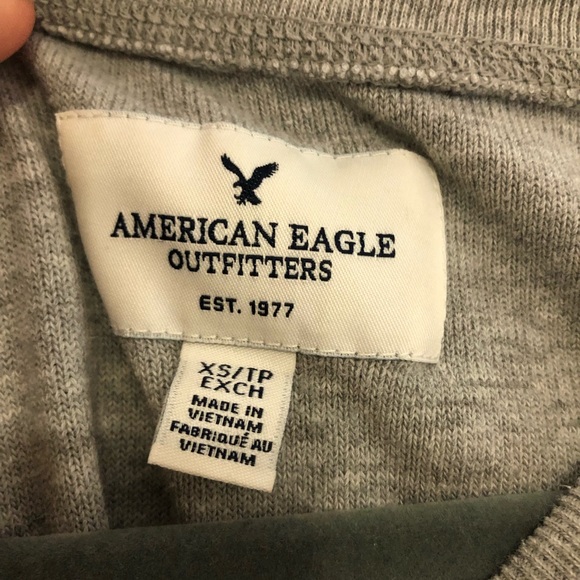 AMERICAN EAGLE
OUTFITTERS
EST. 1977
XS/TP
EXCH
MADE IN
VIETNAM
FABRIQUÉ AU
VIETNAM